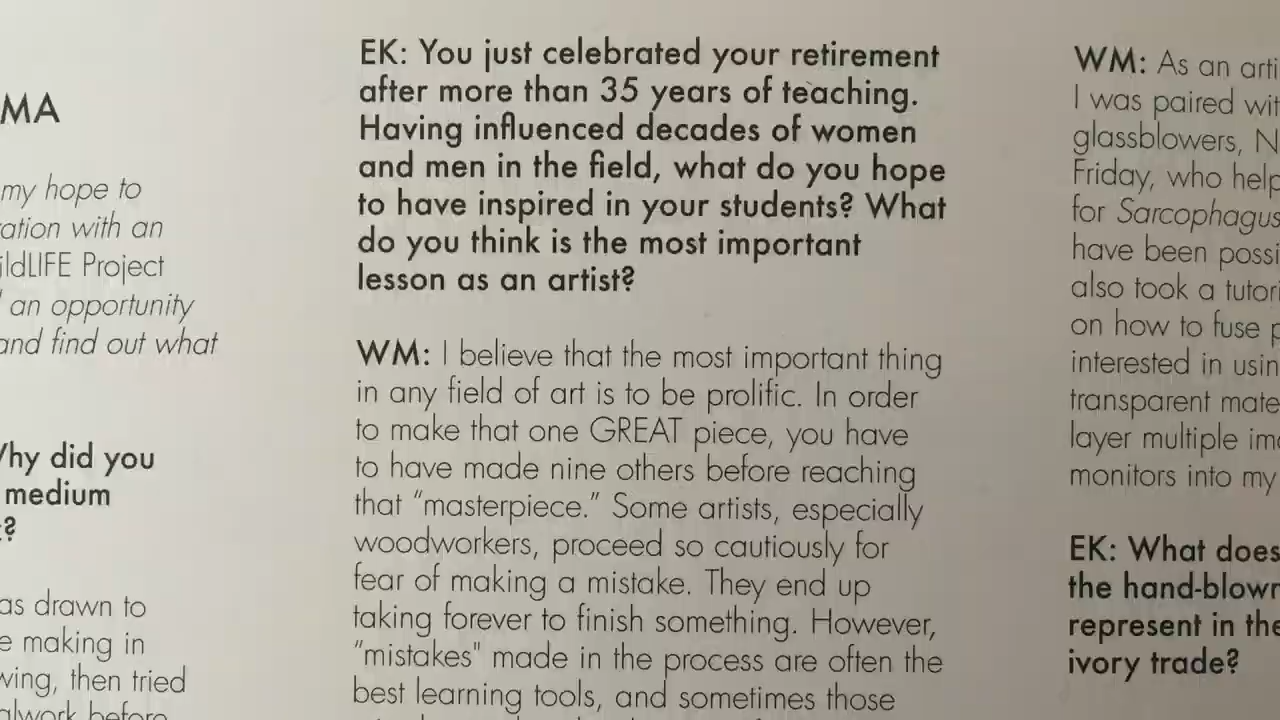 MA
my hope to
ration with an
ildLIFE Project
an opportunity
and find out what
Why did you
medium
as drawn to
e making in
wing, then tried
alwork before
EK: You just celebrated your retirement
after more than 35 years of teaching.
Having influenced decades of women
and men in the field, what do you hope
to have inspired in your students? What
do you think is the most important
lesson as an artist?
WM: I believe that the most important thing
in any field of art is to be prolific. In order
to make that one GREAT piece, you have
to have made nine others before reaching
that “masterpiece.” Some artists, especially
woodworkers, proceed so cautiously for
fear of making a mistake. They end up
taking forever to finish something. However,
“mistakes" made in the process are often the
best learning tools, and sometimes those
WM: As an arti
I was paired wit
glassblowers, N
Friday, who help
for Sarcophagus
have been possi
also took a tutori
on how to fuse p
interested in usin
transparent mate
layer multiple ima
monitors into my
EK: What does
the hand-blown
represent in the
ivory trade?